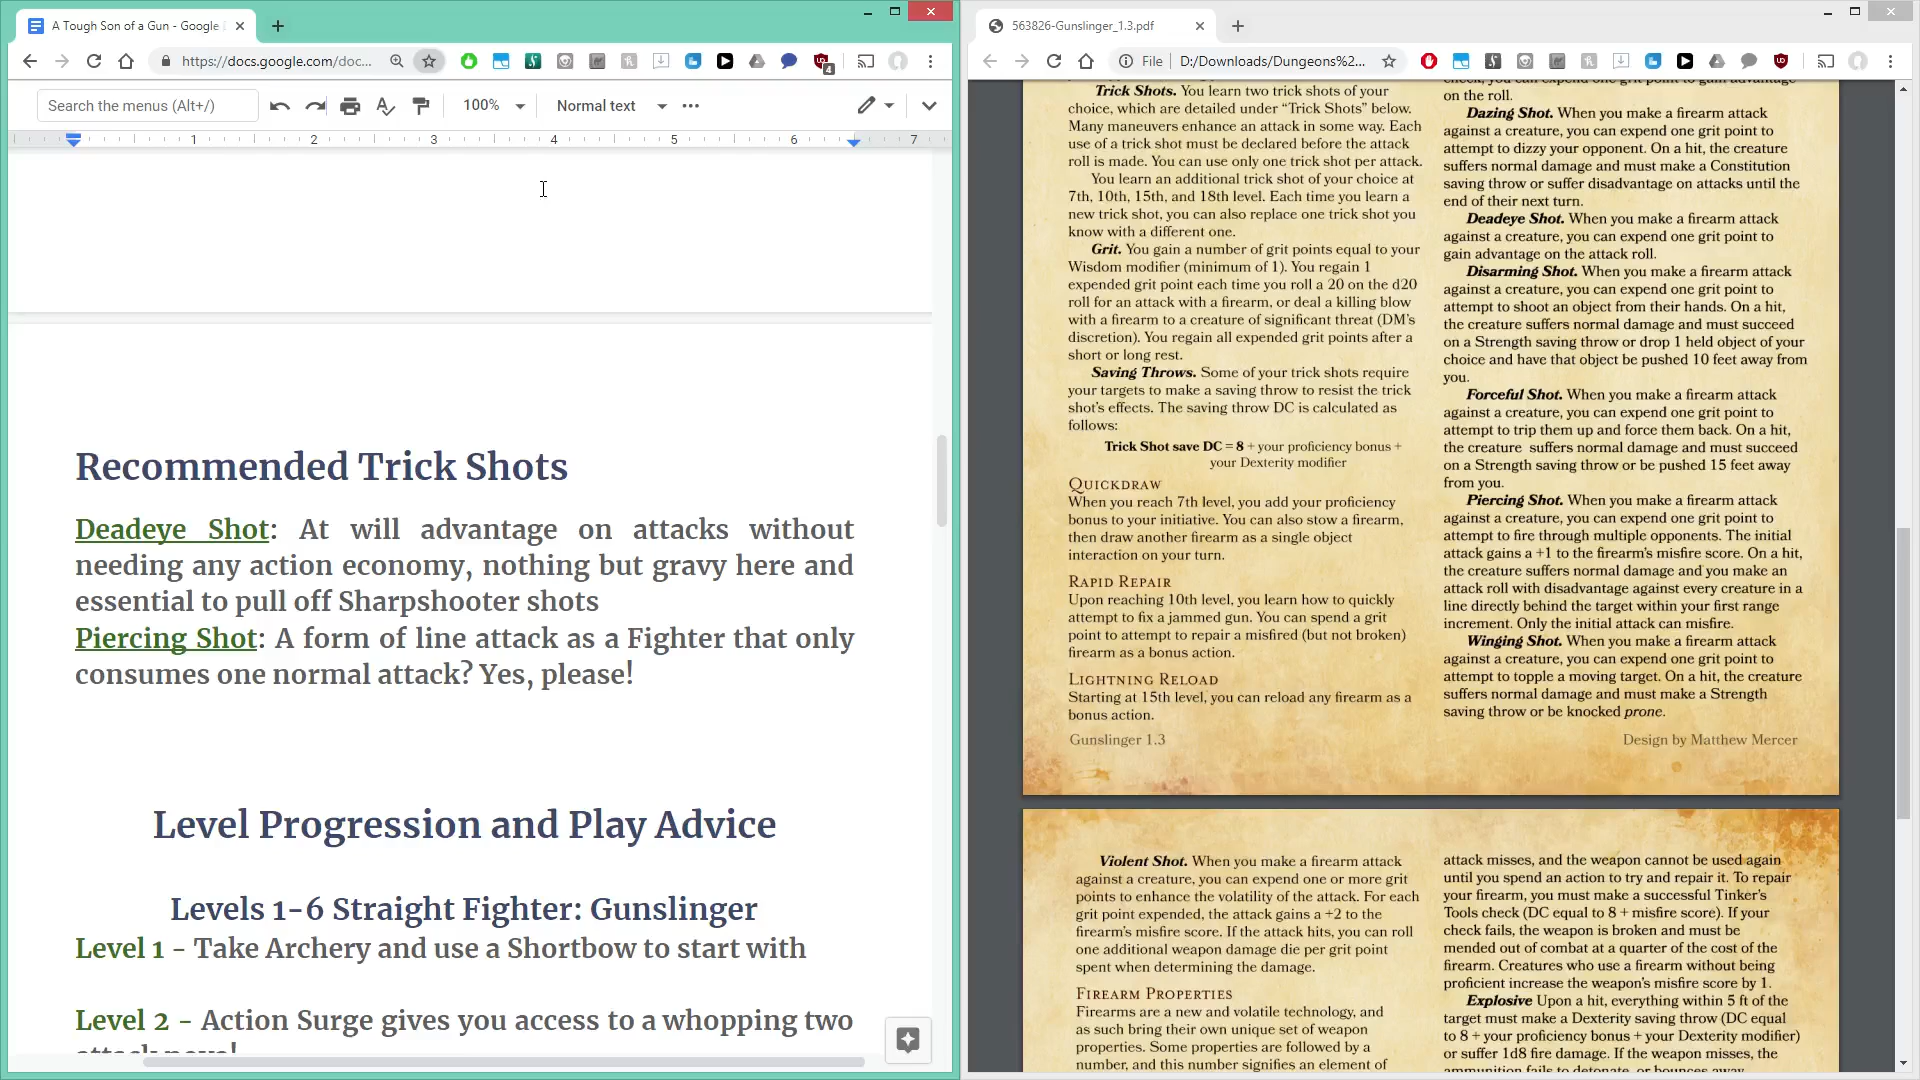 A Tough Son of a Gun - Google
https://docs.google.com/doc...
4
Search the menus (Alt+/)
100%
Normal text
1 2 3 4 5 6 7
Recommended Trick Shots
Deadeye Shot: At will advantage on attacks without
needing any action economy, nothing but gravy here and
essential to pull off Sharpshooter shots
Piercing Shot: A form of line attack as a Fighter that only
consumes one normal attack? Yes, please!
Level Progression and Play Advice
Levels 1-6 Straight Fighter: Gunslinger
Level 1 - Take Archery and use a Shortbow to start with
Level 2 - Action Surge gives you access to a whopping two
563826-Gunslinger_1.3.pdf
File D:/Downloads/Dungeons%2...
Trick Shots. You learn two trick shots of your
choice, which are detailed under “Trick Shots” below.
Many maneuvers enhance an attack in some way. Each
use of a trick shot must be declared before the attack
roll is made. You can use only one trick shot per attack.
You learn an additional trick shot of your choice at
7th, 10th, 15th, and 18th level. Each time you learn a
new trick shot, you can also replace one trick shot you
know with a different one.
Grit. You gain a number of grit points equal to your
Wisdom modifier (minimum of 1). You regain 1
expended grit point each time you roll a 20 on the d20
roll for an attack with a firearm, or deal a killing blow
with a firearm to a creature of significant threat (DM’s
discretion). You regain all expended grit points after a
short or long rest.
Saving Throws. Some of your trick shots require
your targets to make a saving throw to resist the trick
shot’s effects. The saving throw DC is calculated as
follows:
Trick Shot save DC = 8 + your proficiency bonus +
your Dexterity modifier
Quickdraw
When you reach 7th level, you add your proficiency
bonus to your initiative. You can also stow a firearm,
then draw another firearm as a single object
interaction on your turn.
Rapid Repair
Upon reaching 10th level, you learn how to quickly
attempt to fix a jammed gun. You can spend a grit
point to attempt to repair a misfired (but not broken)
firearm as a bonus action.
Lightning Reload
Starting at 15th level, you can reload any firearm as a
bonus action.
Gunslinger 1.3
check, you can expend one grit point to gain advantage
on the roll.
Dazing Shot. When you make a firearm attack
against a creature, you can expend one grit point to
attempt to dizzy your opponent. On a hit, the creature
suffers normal damage and must make a Constitution
saving throw or suffer disadvantage on attacks until the
end of their next turn.
Deadeye Shot. When you make a firearm attack
against a creature, you can expend one grit point to
gain advantage on the attack roll.
Disarming Shot. When you make a firearm attack
against a creature, you can expend one grit point to
attempt to shoot an object from their hands. On a hit,
the creature suffers normal damage and must succeed
on a Strength saving throw or drop 1 held object of your
choice and have that object be pushed 10 feet away from
you.
Forceful Shot. When you make a firearm attack
against a creature, you can expend one grit point to
attempt to trip them up and force them back. On a hit,
the creature suffers normal damage and must succeed
on a Strength saving throw or be pushed 15 feet away
from you.
Piercing Shot. When you make a firearm attack
against a creature, you can expend one grit point to
attempt to fire through multiple opponents. The initial
attack gains a +1 to the firearm’s misfire score. On a hit,
the creature suffers normal damage and you make an
attack roll with disadvantage against every creature in a
line directly behind the target within your first range
increment. Only the initial attack can misfire.
Winging Shot. When you make a firearm attack
against a creature, you can expend one grit point to
attempt to topple a moving target. On a hit, the creature
suffers normal damage and must make a Strength
saving throw or be knocked prone.
Design by Matthew Mercer
Violent Shot. When you make a firearm attack
against a creature, you can expend one or more grit
points to enhance the volatility of the attack. For each
grit point expended, the attack gains a +2 to the
firearm’s misfire score. If the attack hits, you can roll
one additional weapon damage die per grit point
spent when determining the damage.
Firearm Properties
Firearms are a new and volatile technology, and
as such bring their own unique set of weapon
properties. Some properties are followed by a
number, and this number signifies an element of
attack misses, and the weapon cannot be used again
until you spend an action to try and repair it. To repair
your firearm, you must make a successful Tinker’s
Tools check (DC equal to 8 + misfire score). If your
check fails, the weapon is broken and must be
mended out of combat at a quarter of the cost of the
firearm. Creatures who use a firearm without being
proficient increase the weapon’s misfire score by 1.
Explosive Upon a hit, everything within 5 ft of the
target must make a Dexterity saving throw (DC equal
to 8 + your proficiency bonus + your Dexterity modifier)
or suffer 1d8 fire damage. If the weapon misses, the
ammunition fails to detonate, or bounces away